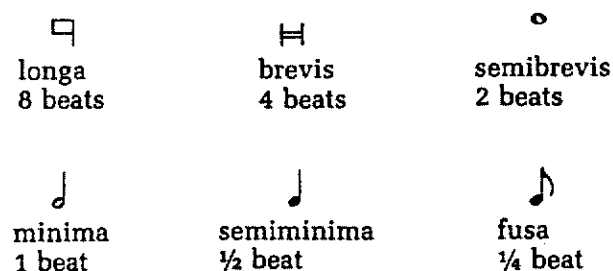 longa
brevis
semibrevis
8 beats
4 beats
2 beats
minima
semiminima
fusa
1 beat
½ beat
¼ beat